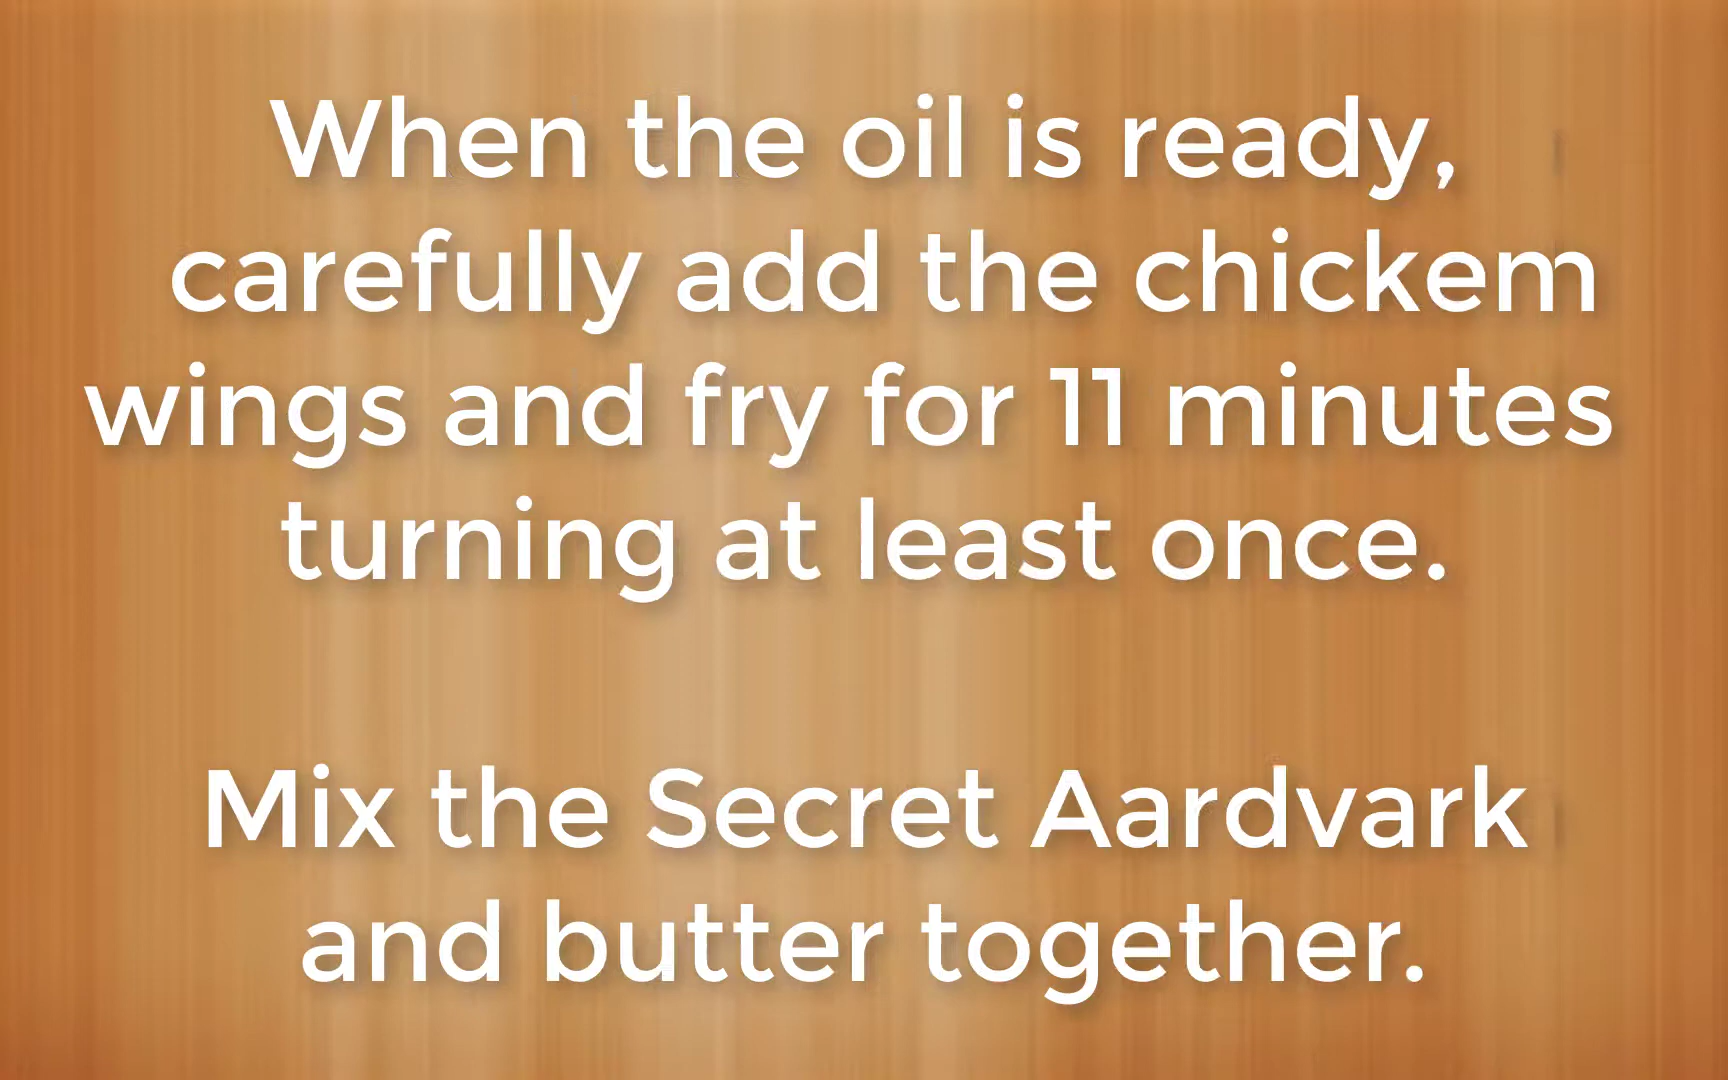 When the oil is ready,
carefully add the chickem
wings and fry for 11 minutes
turning at least once.
Mix the Secret Aardvark
and butter together.